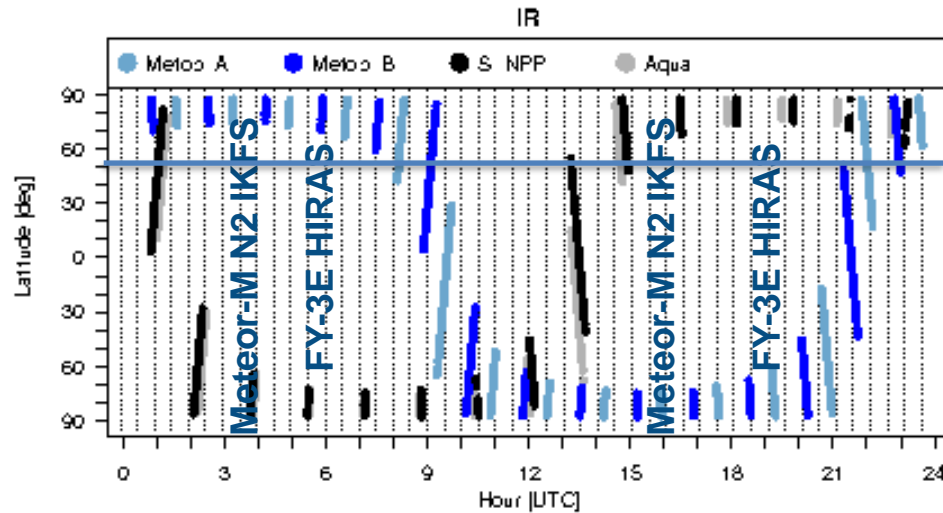 IR
Metop A Metop B S NPP Aqua
90
60
30
0
30
60
90
Latitude [deg]
Meteor-M N2 IKFS
FY-3E HIRAS
Meteor-M N2 IKFS
FY-3E HIRAS
0 3 6 9 12 15 18 21 24
Hour [UTC]